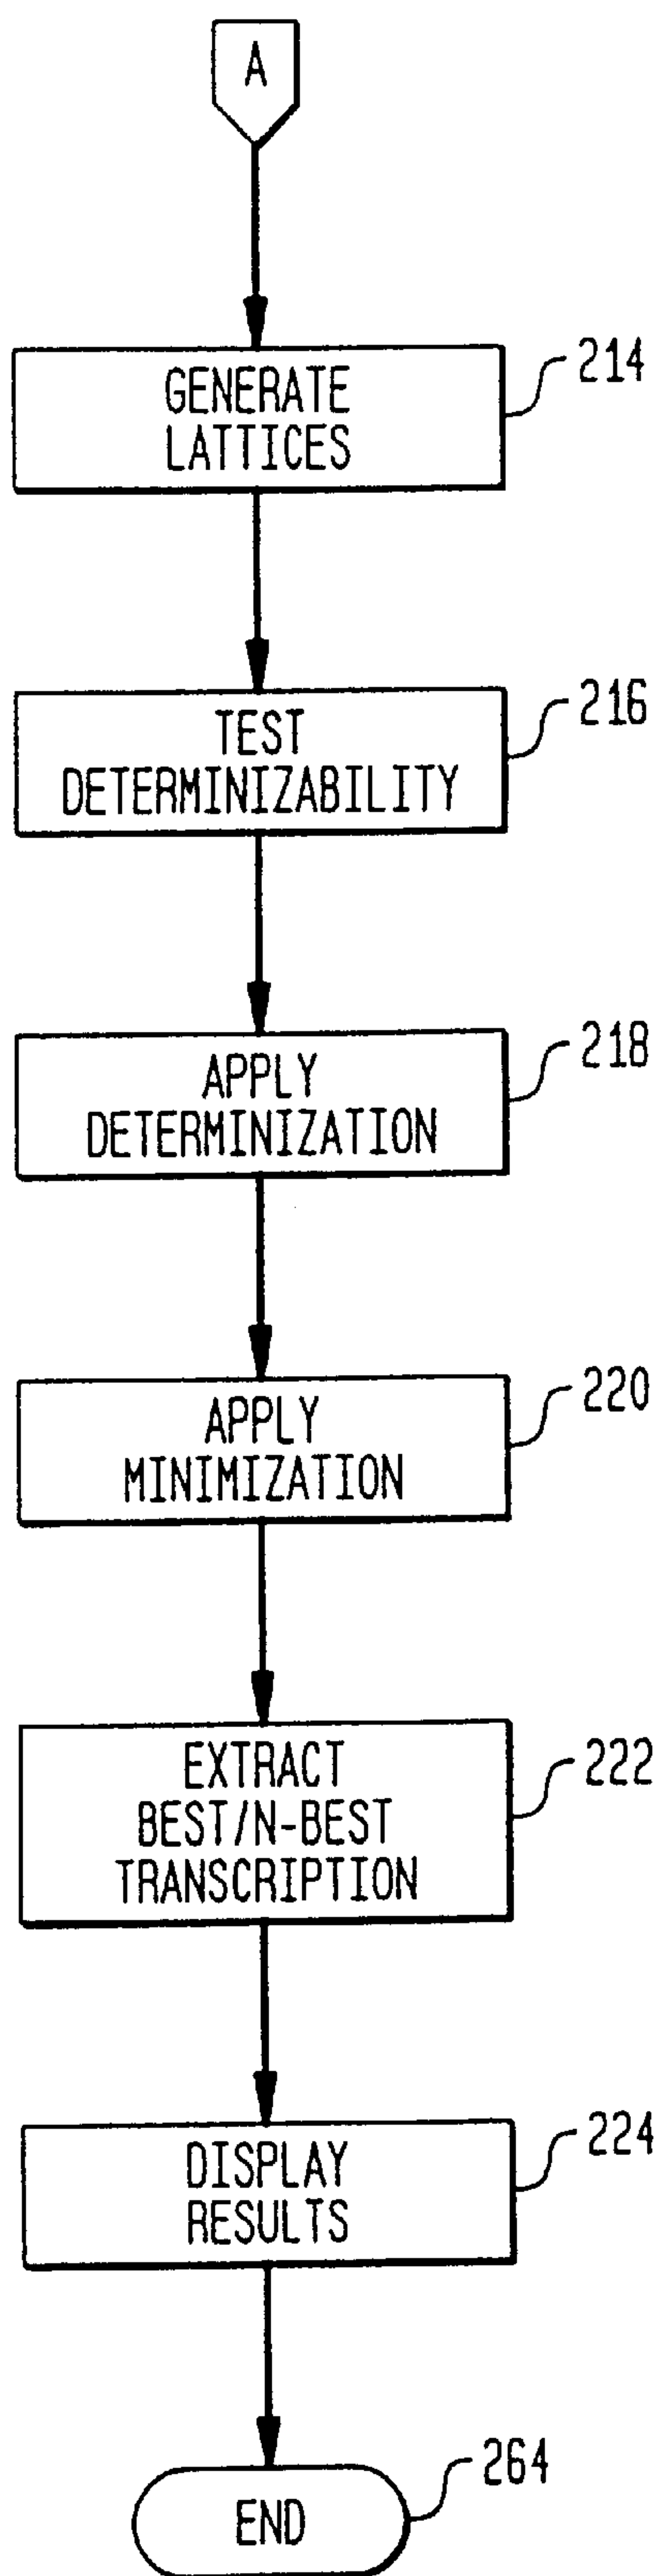 A
GENERATE
LATTICES
214
TEST
DETERMINIZABILITY
216
APPLY
DETERMINIZATION
218
APPLY
MINIMIZATION
220
EXTRACT
BEST/N-BEST
TRANSCRIPTION
222
DISPLAY
RESULTS
224
END
264